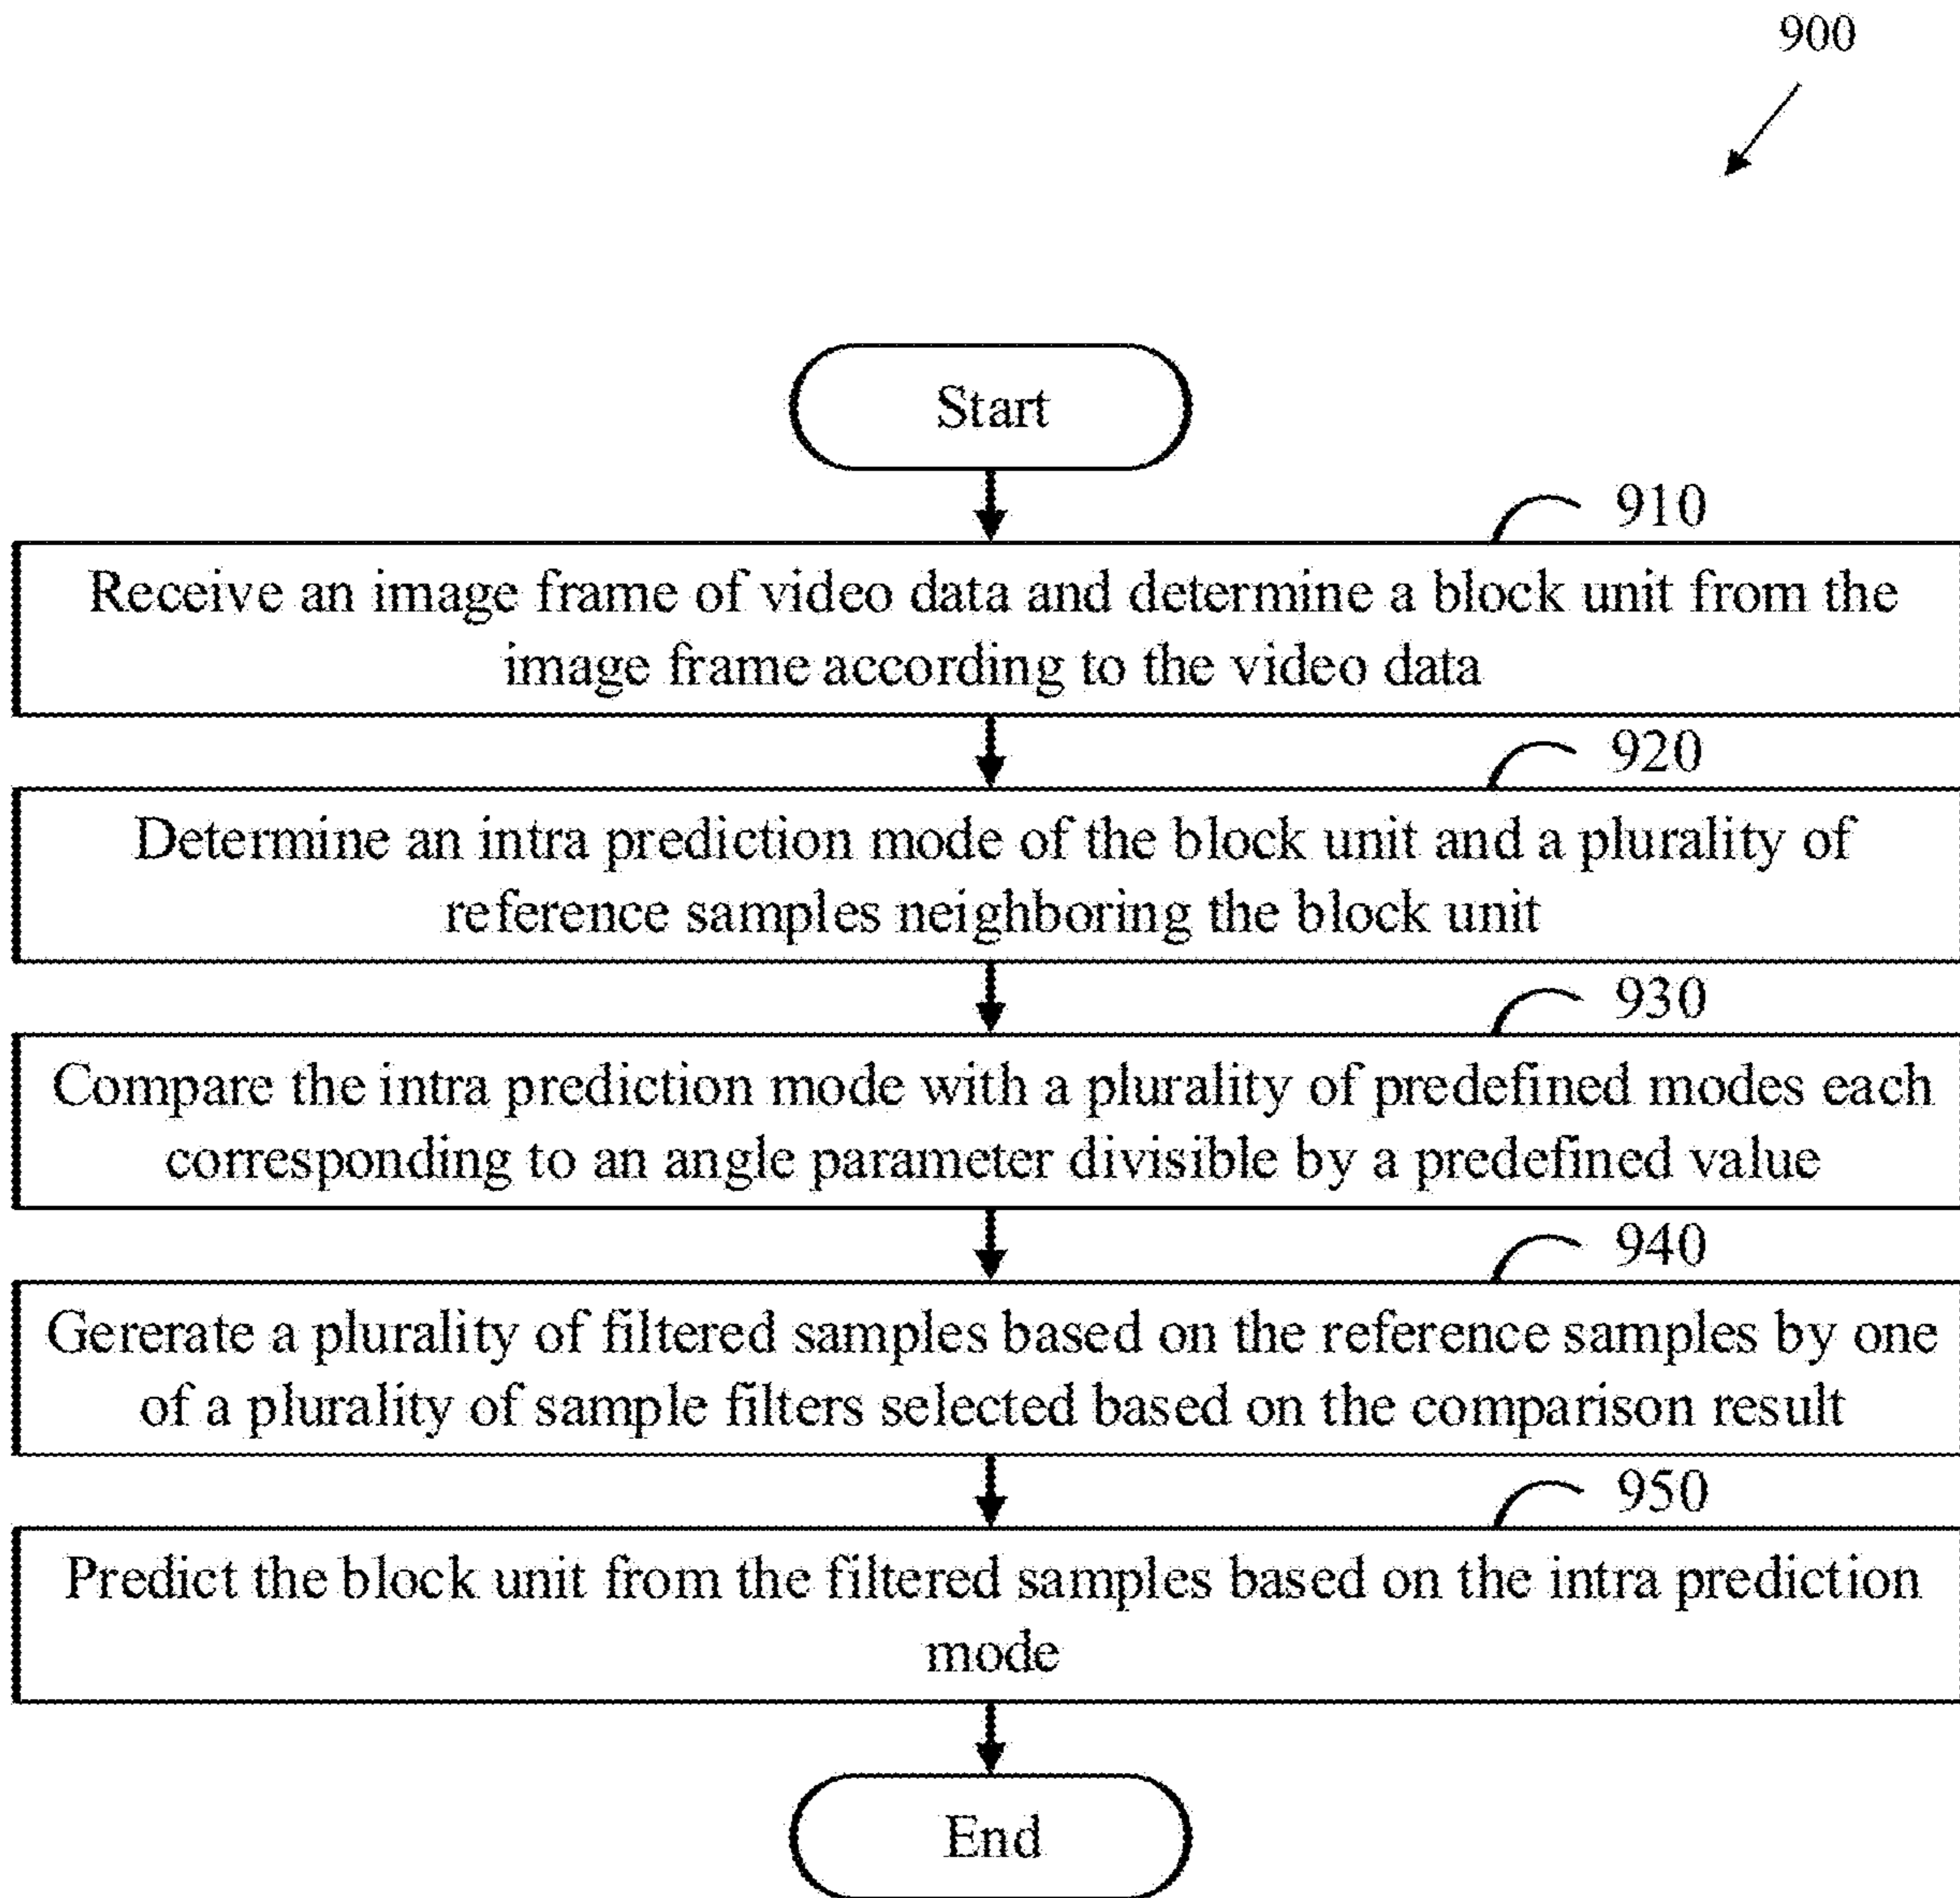 900
Start
910
Receive an image frame of video data and determine a block unit from the
image frame according to the video data
920
Determine an intra prediction mode of the block unit and a plurality of
reference samples neighboring the block unit
930
Compare the intra prediction mode with a plurality of predefined modes each
corresponding to an angle parameter divisible by a predefined value
940
Gererate a plurality of filtered samples based on the reference samples by one
of a plurality of sample filters selected based on the comparison result
950
Predict the block unit from the filtered samples based on the intra prediction
mode
End